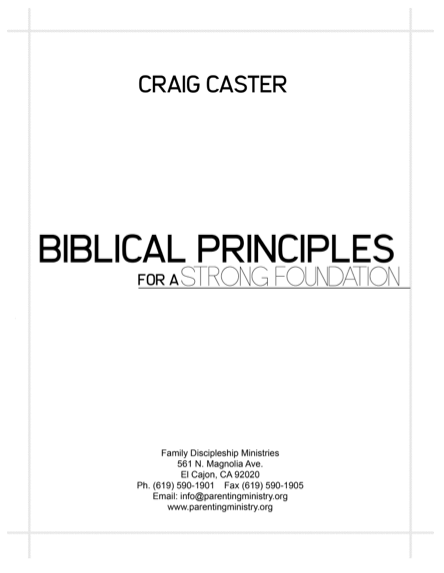 CRAIG CASTER
BIBLICAL PRINCIPLES
FOR A STRONG FOUNDATION
Family Discipleship Ministries
561 N. Magnolia Ave.
El Cajon, CA 92020
Ph. (619) 590-1901 Fax (619) 590-1905
Email: info@parentingministry.org
www.parentingministry.org